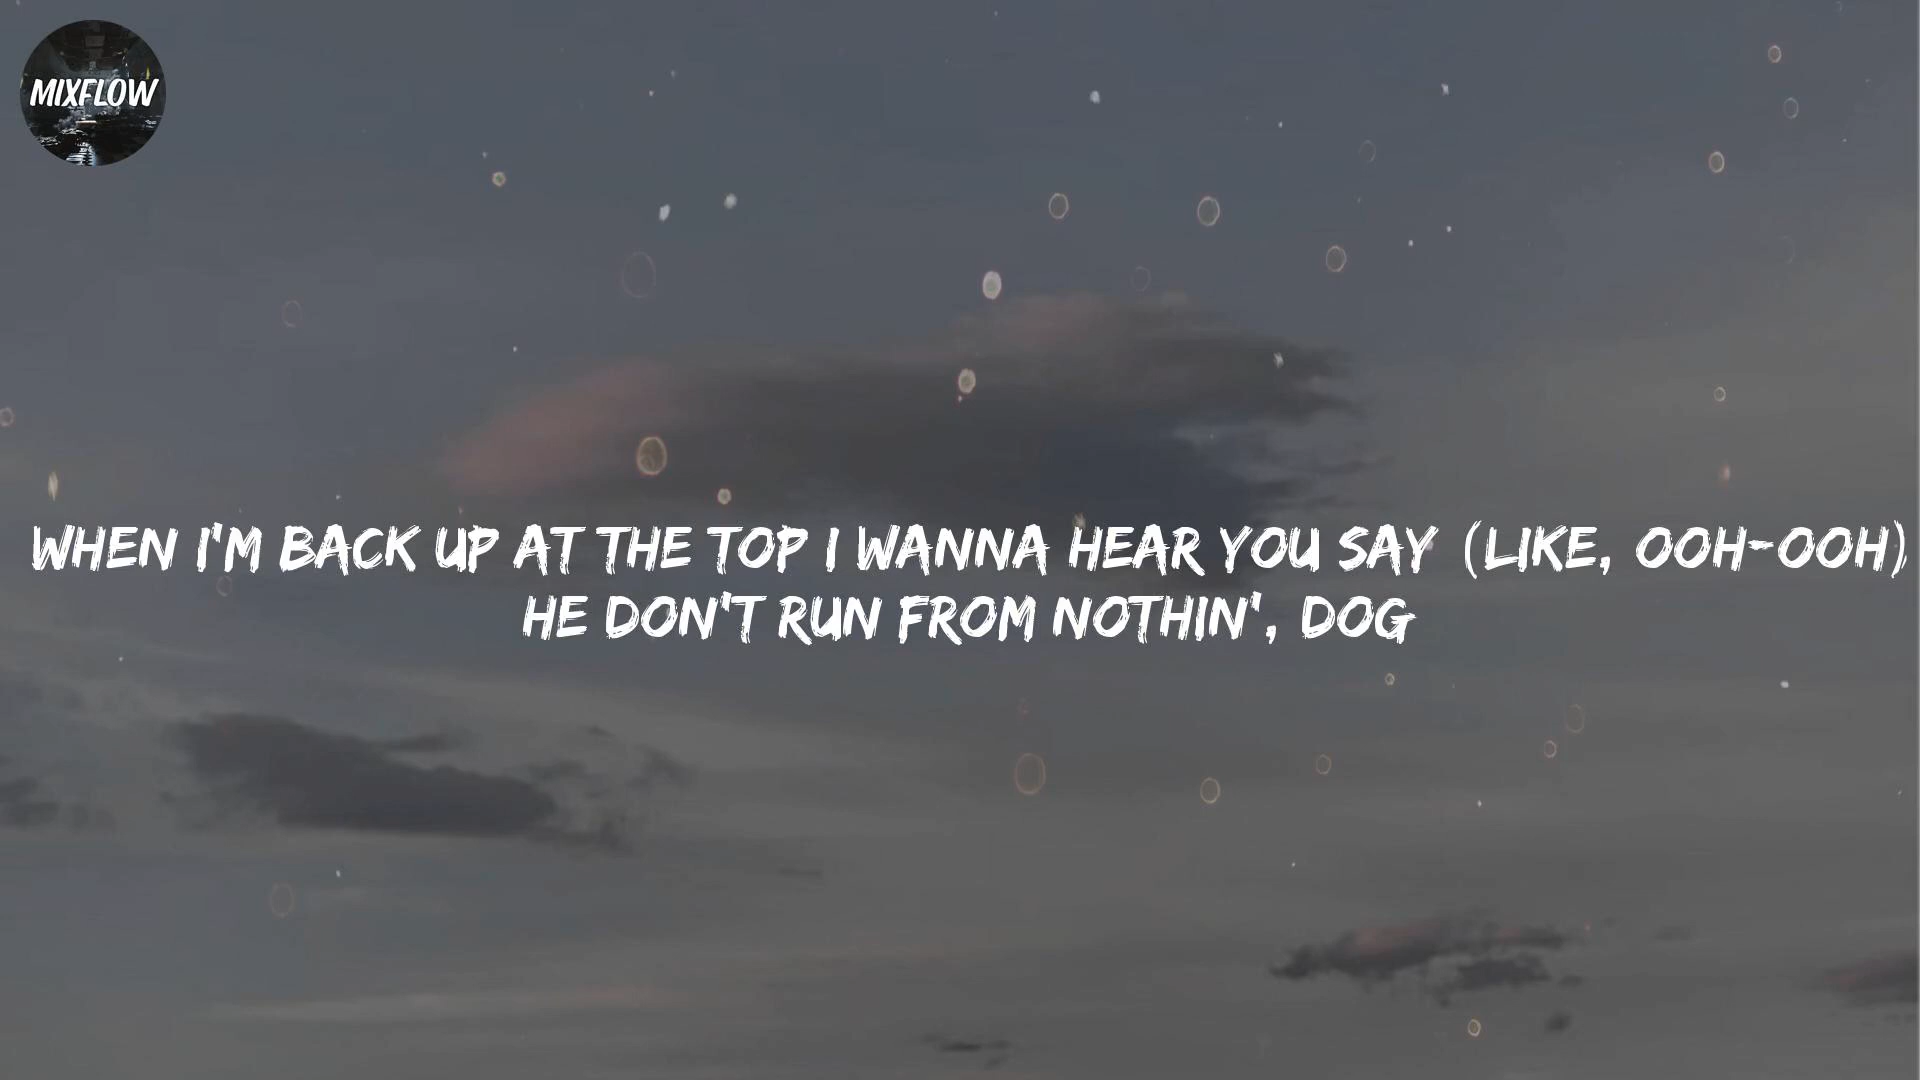 MIXFLOW
WHEN I'M BACK UP AT THE TOP I WANNA HEAR YOU SAY (LIKE, OOH-OOH)
HE DON'T RUN FROM NOTHIN', DOG